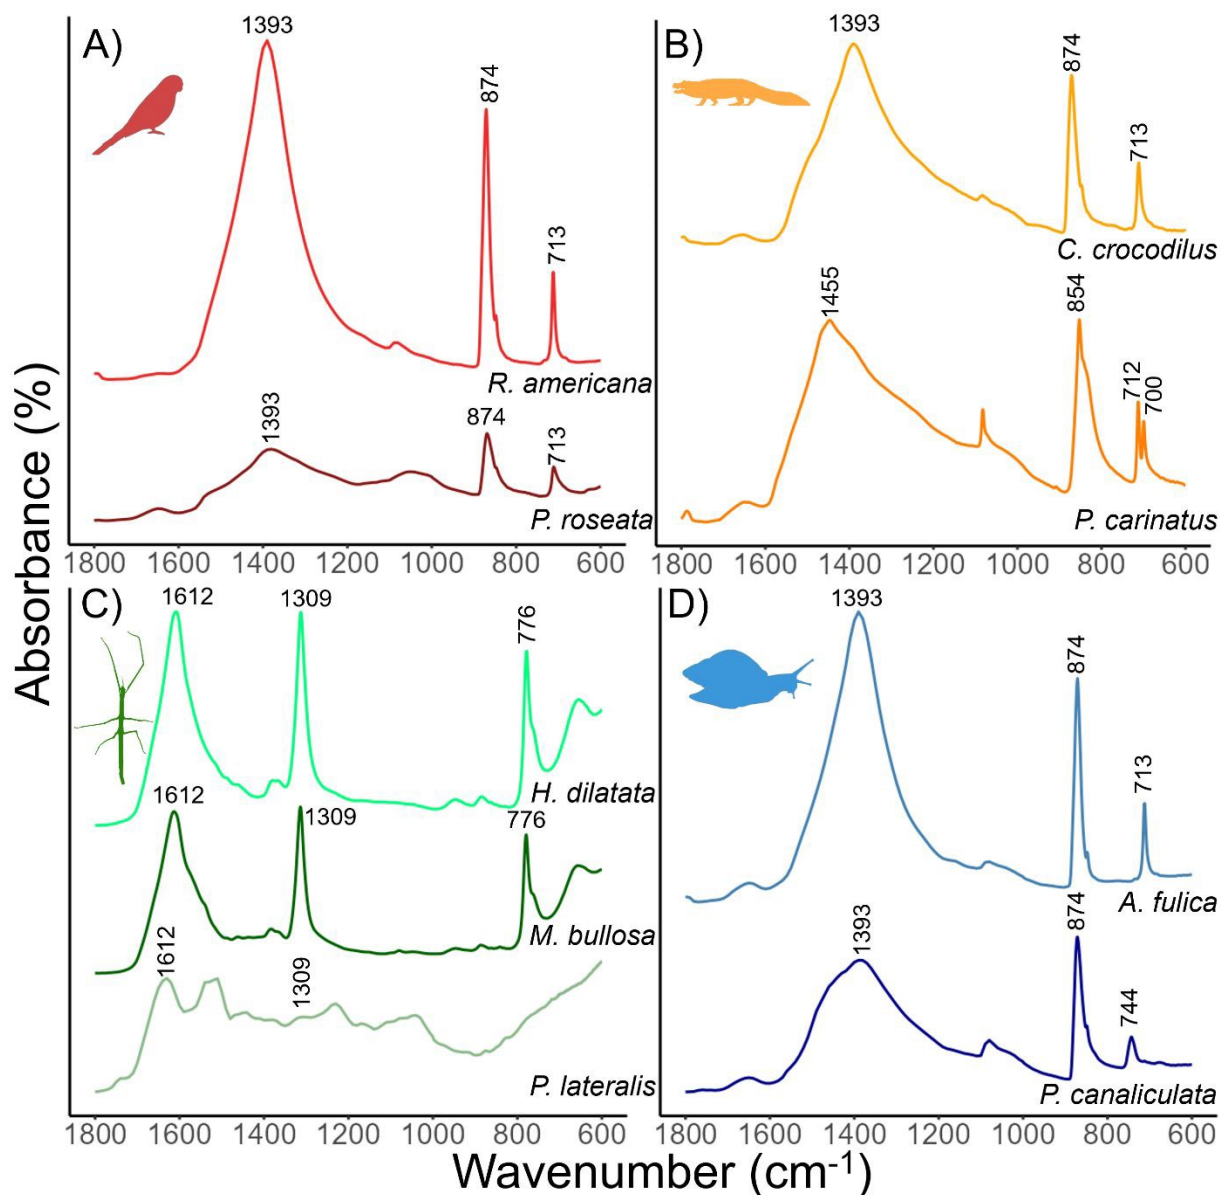 Absorbance (%)
A)
1393
874
713
R. americana
1393
874
713
P. roseata
1800 1600 1400 1200 1000 800 600
B)
1393
874
713
C. crocodilus
1455
854
712
700
P. carinatus
1800 1600 1400 1200 1000 800 600
C)
1612
1309
776
H. dilatata
1612
1309
776
M. bullosa
1612
1309
P. lateralis
1800 1600 1400 1200 1000 800 600
D)
1393
874
713
A. fulica
1393
874
744
P. canaliculata
1800 1600 1400 1200 1000 800 600
Wavenumber (cm⁻¹)